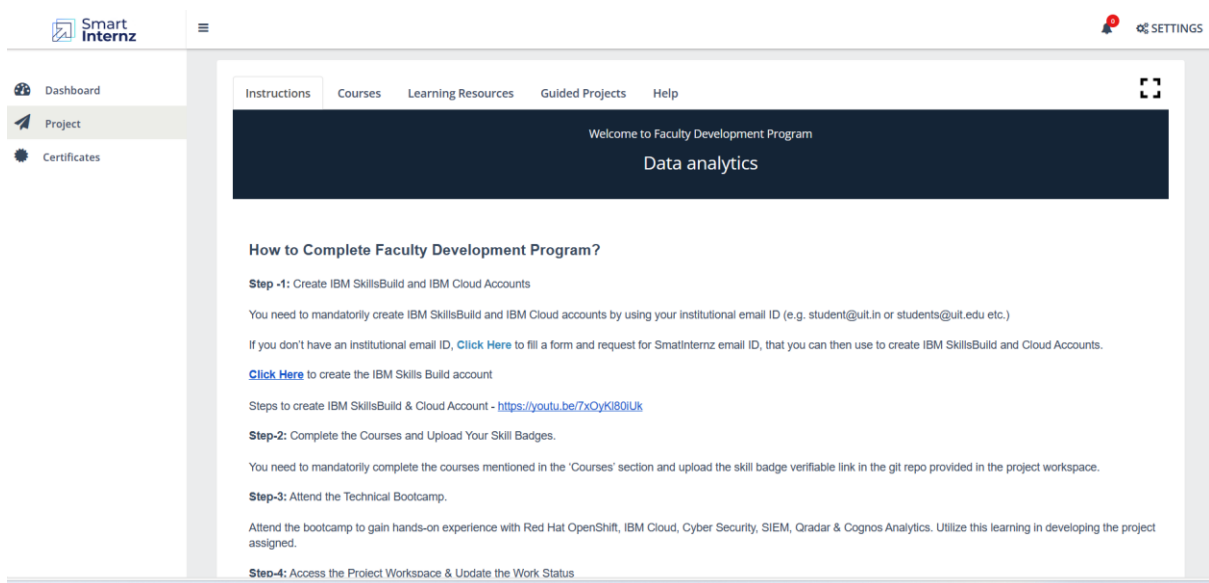 Smart
Internz
0
SETTINGS
Dashboard
Project
Certificates
Instructions Courses Learning Resources Guided Projects Help
Welcome to Faculty Development Program
Data analytics
How to Complete Faculty Development Program?
Step -1: Create IBM SkillsBuild and IBM Cloud Accounts
You need to mandatorily create IBM SkillsBuild and IBM Cloud accounts by using your institutional email ID (e.g. student@uit.in or students@uit.edu etc.)
If you don't have an institutional email ID, Click Here to fill a form and request for SmatInternz email ID, that you can then use to create IBM SkillsBuild and Cloud Accounts.
Click Here to create the IBM Skills Build account
Steps to create IBM SkillsBuild & Cloud Account - https://youtu.be/7xOyKl80iUk
Step-2: Complete the Courses and Upload Your Skill Badges.
You need to mandatorily complete the courses mentioned in the 'Courses' section and upload the skill badge verifiable link in the git repo provided in the project workspace.
Step-3: Attend the Technical Bootcamp.
Attend the bootcamp to gain hands-on experience with Red Hat OpenShift, IBM Cloud, Cyber Security, SIEM, Qradar & Cognos Analytics. Utilize this learning in developing the project
assigned.
Step-4: Access the Project Workspace & Update the Work Status